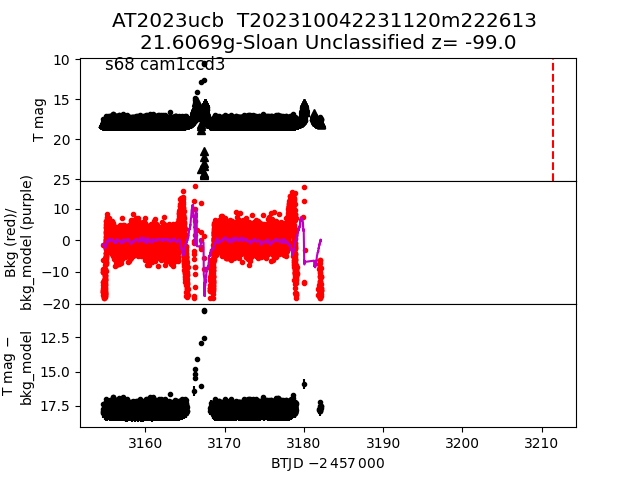 AT2023ucb  T202310042231120m222613
21.6069g-Sloan Unclassified z= -99.0
s68 cam1ccd3
10
15
20
25
T mag
10
0
−10
−20
Bkg (red)/
bkg_model (purple)
12.5
15.0
17.5
T mag −
bkg_model
3160 3170 3180 3190 3200 3210
BTJD −2 457 000